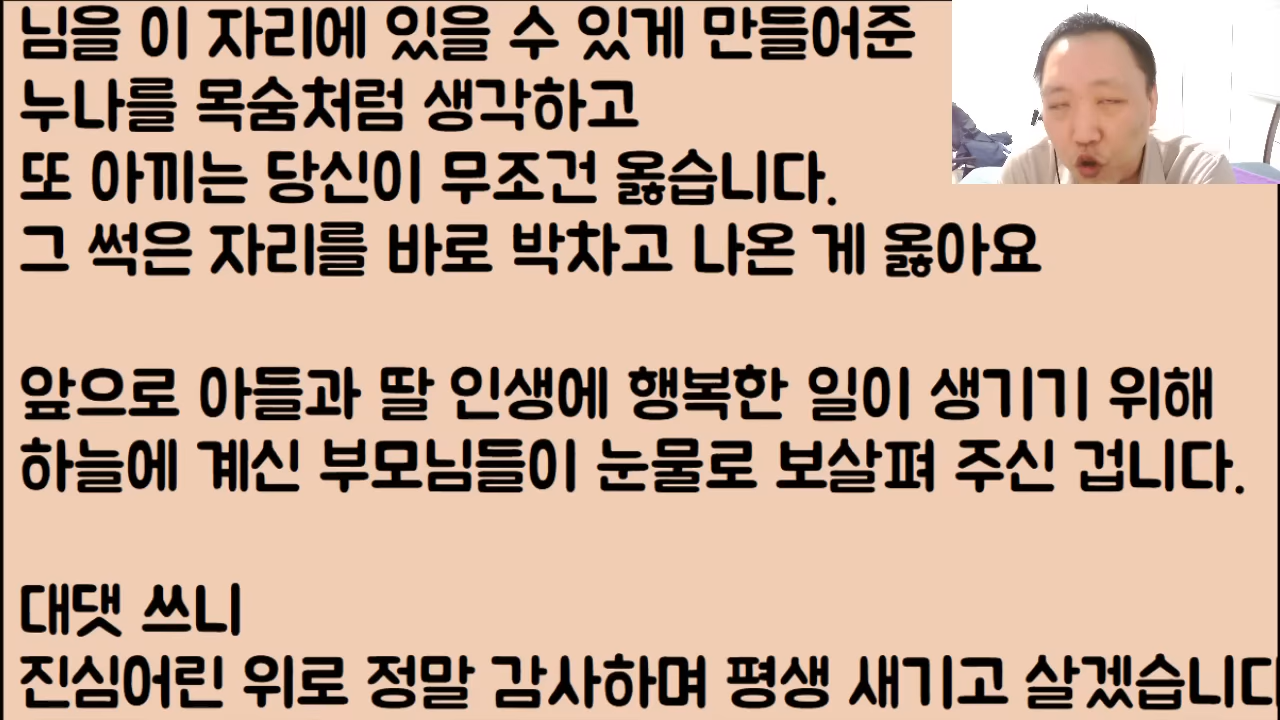 님을 이 자리에 있을 수 있게 만들어준
누나를 목숨처럼 생각하고
또 아끼는 당신이 무조건 옳습니다.
그 썩은 자리를 바로 박차고 나온 게 옳아요
앞으로 아들과 딸 인생에 행복한 일이 생기기 위해
하늘에 계신 부모님들이 눈물로 보살펴 주신 겁니다.
대댓 쓰니
진심어린 위로 정말 감사하며 평생 새기고 살겠습니다